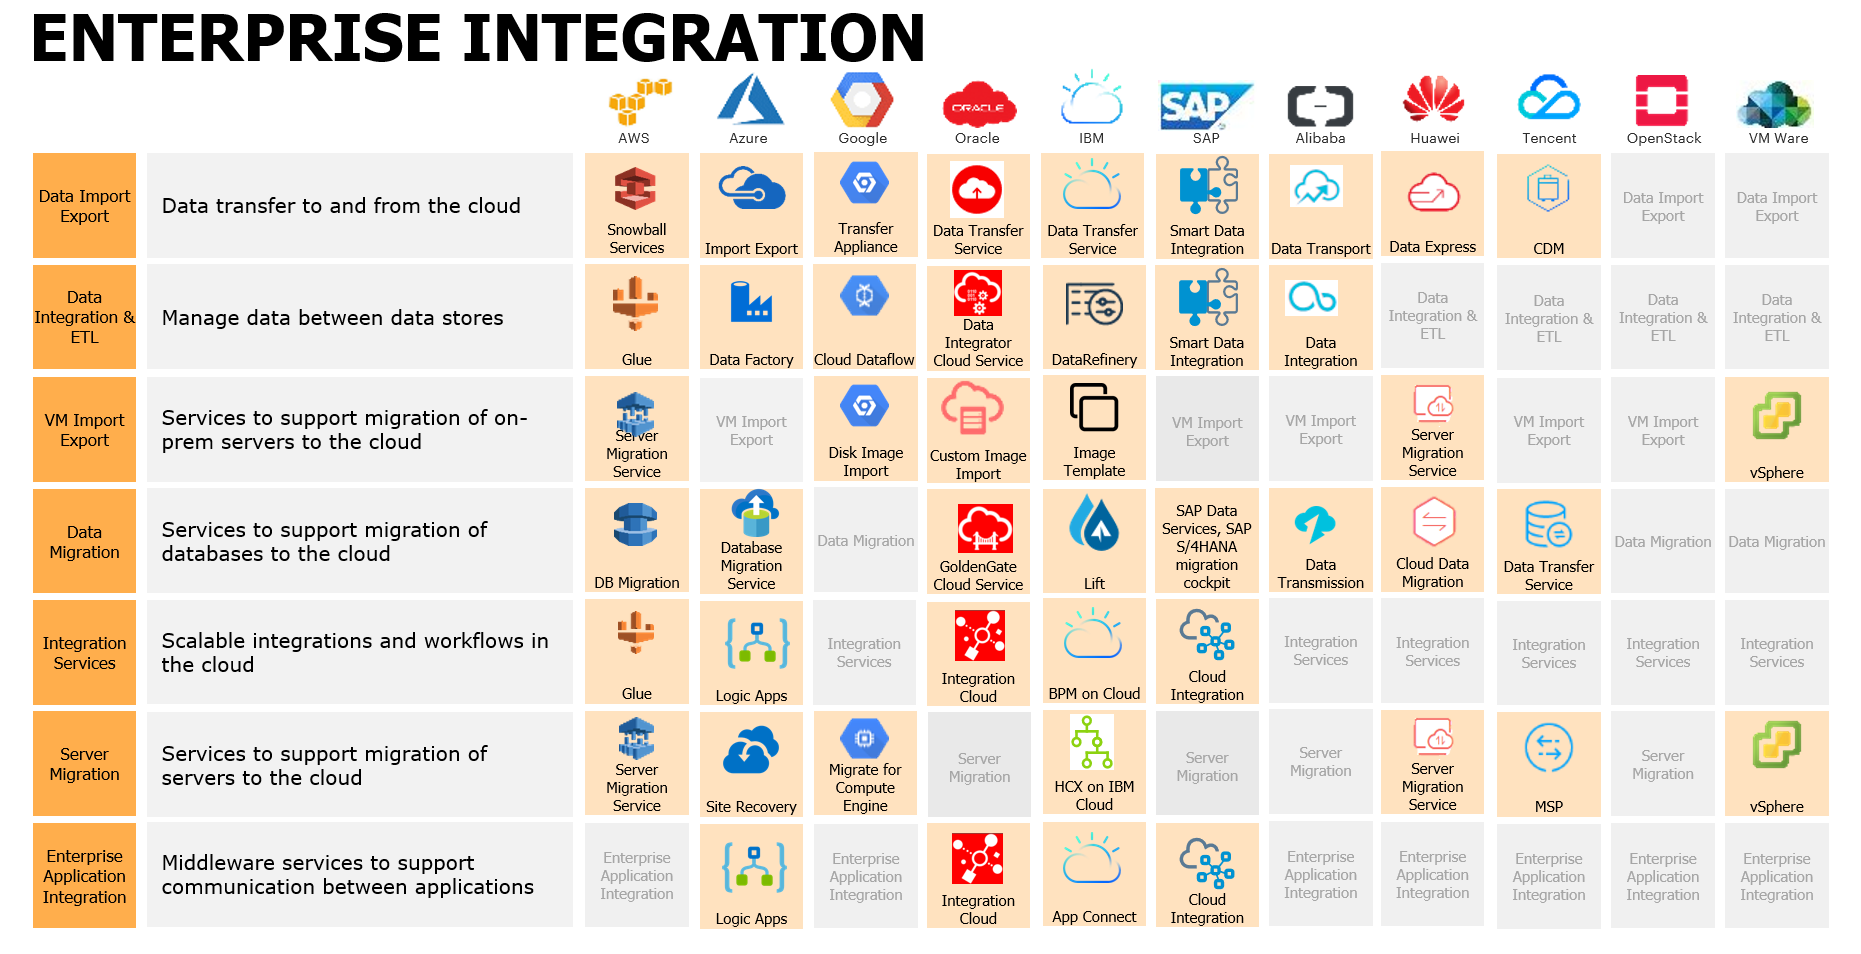 ENTERPRISE INTEGRATION
ORACLE
SAP
AWS
Azure
Google
Oracle
IBM
SAP
Alibaba
Huawei
Tencent
OpenStack
VM Ware
Data Import
Export
Data transfer to and from the cloud
Snowball
Services
Import Export
Transfer
Appliance
Data Transfer
Service
Data Transfer
Service
Smart Data
Integration
Data Transport
Data Express
CDM
Data Import
Export
Data Import
Export
Data
Integration &
ETL
Manage data between data stores
Glue
Data Factory
Cloud Dataflow
Data
Integrator
Cloud Service
DataRefinery
Smart Data
Integration
Data
Integration
Data
Integration &
ETL
Data
Integration &
ETL
Data
Integration &
ETL
Data
Integration &
ETL
VM Import
Export
Services to support migration of on-
prem servers to the cloud
Server
Migration
Service
VM Import
Export
Disk Image
Import
Custom Image
Import
Image
Template
VM Import
Export
VM Import
Export
Server
Migration
Service
VM Import
Export
VM Import
Export
vSphere
Data
Migration
Services to support migration of
databases to the cloud
DB Migration
Database
Migration
Service
Data Migration
GoldenGate
Cloud Service
Lift
SAP Data
Services, SAP
S/4HANA
migration
cockpit
Data
Transmission
Cloud Data
Migration
Data Transfer
Service
Data Migration
Data Migration
Integration
Services
Scalable integrations and workflows in
the cloud
Glue
Logic Apps
Integration
Services
Integration
Cloud
BPM on Cloud
Cloud
Integration
Integration
Services
Integration
Services
Integration
Services
Integration
Services
Integration
Services
Server
Migration
Services to support migration of
servers to the cloud
Server
Migration
Service
Site Recovery
Migrate for
Compute
Engine
Server
Migration
HCX on IBM
Cloud
Server
Migration
Server
Migration
Server
Migration
Service
MSP
Server
Migration
vSphere
Enterprise
Application
Integration
Middleware services to support
communication between applications
Enterprise
Application
Integration
Logic Apps
Enterprise
Application
Integration
Integration
Cloud
App Connect
Cloud
Integration
Enterprise
Application
Integration
Enterprise
Application
Integration
Enterprise
Application
Integration
Enterprise
Application
Integration
Enterprise
Application
Integration